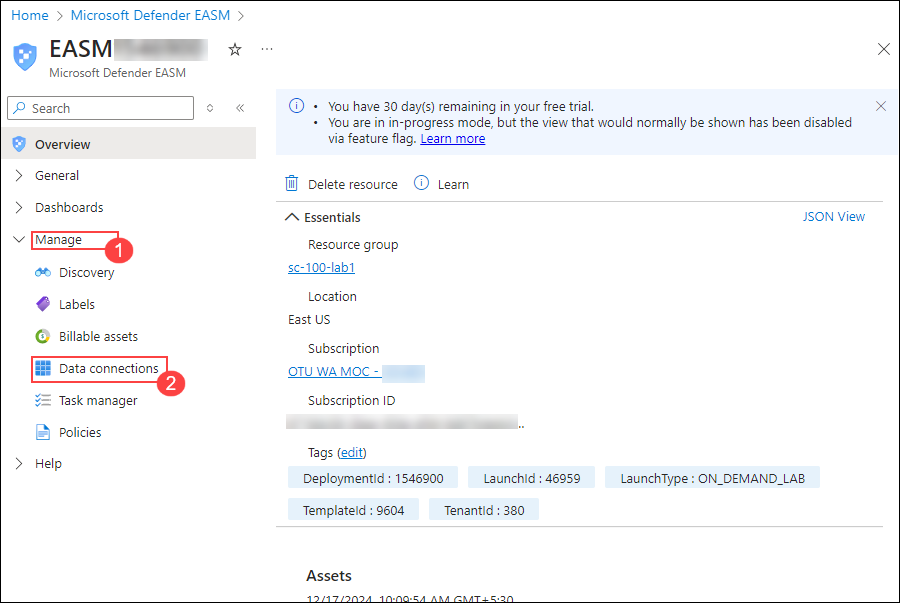 Home > Microsoft Defender EASM >
EASM
Microsoft Defender EASM
Search
Overview
General
Dashboards
Manage
1
Discovery
Labels
Billable assets
Data connections
2
Task manager
Policies
Help
• You have 30 day(s) remaining in your free trial.
• You are in in-progress mode, but the view that would normally be shown has been disabled
via feature flag. Learn more
Delete resource Learn
Essentials JSON View
Resource group
sc-100-lab1
Location
East US
Subscription
OTU WA MOC -
Subscription ID
..
Tags (edit)
DeploymentId : 1546900 LaunchId : 46959 LaunchType : ON_DEMAND_LAB
TemplateId : 9604 TenantId : 380
Assets
12/17/2024, 10:09:54 AM GMT+5:30